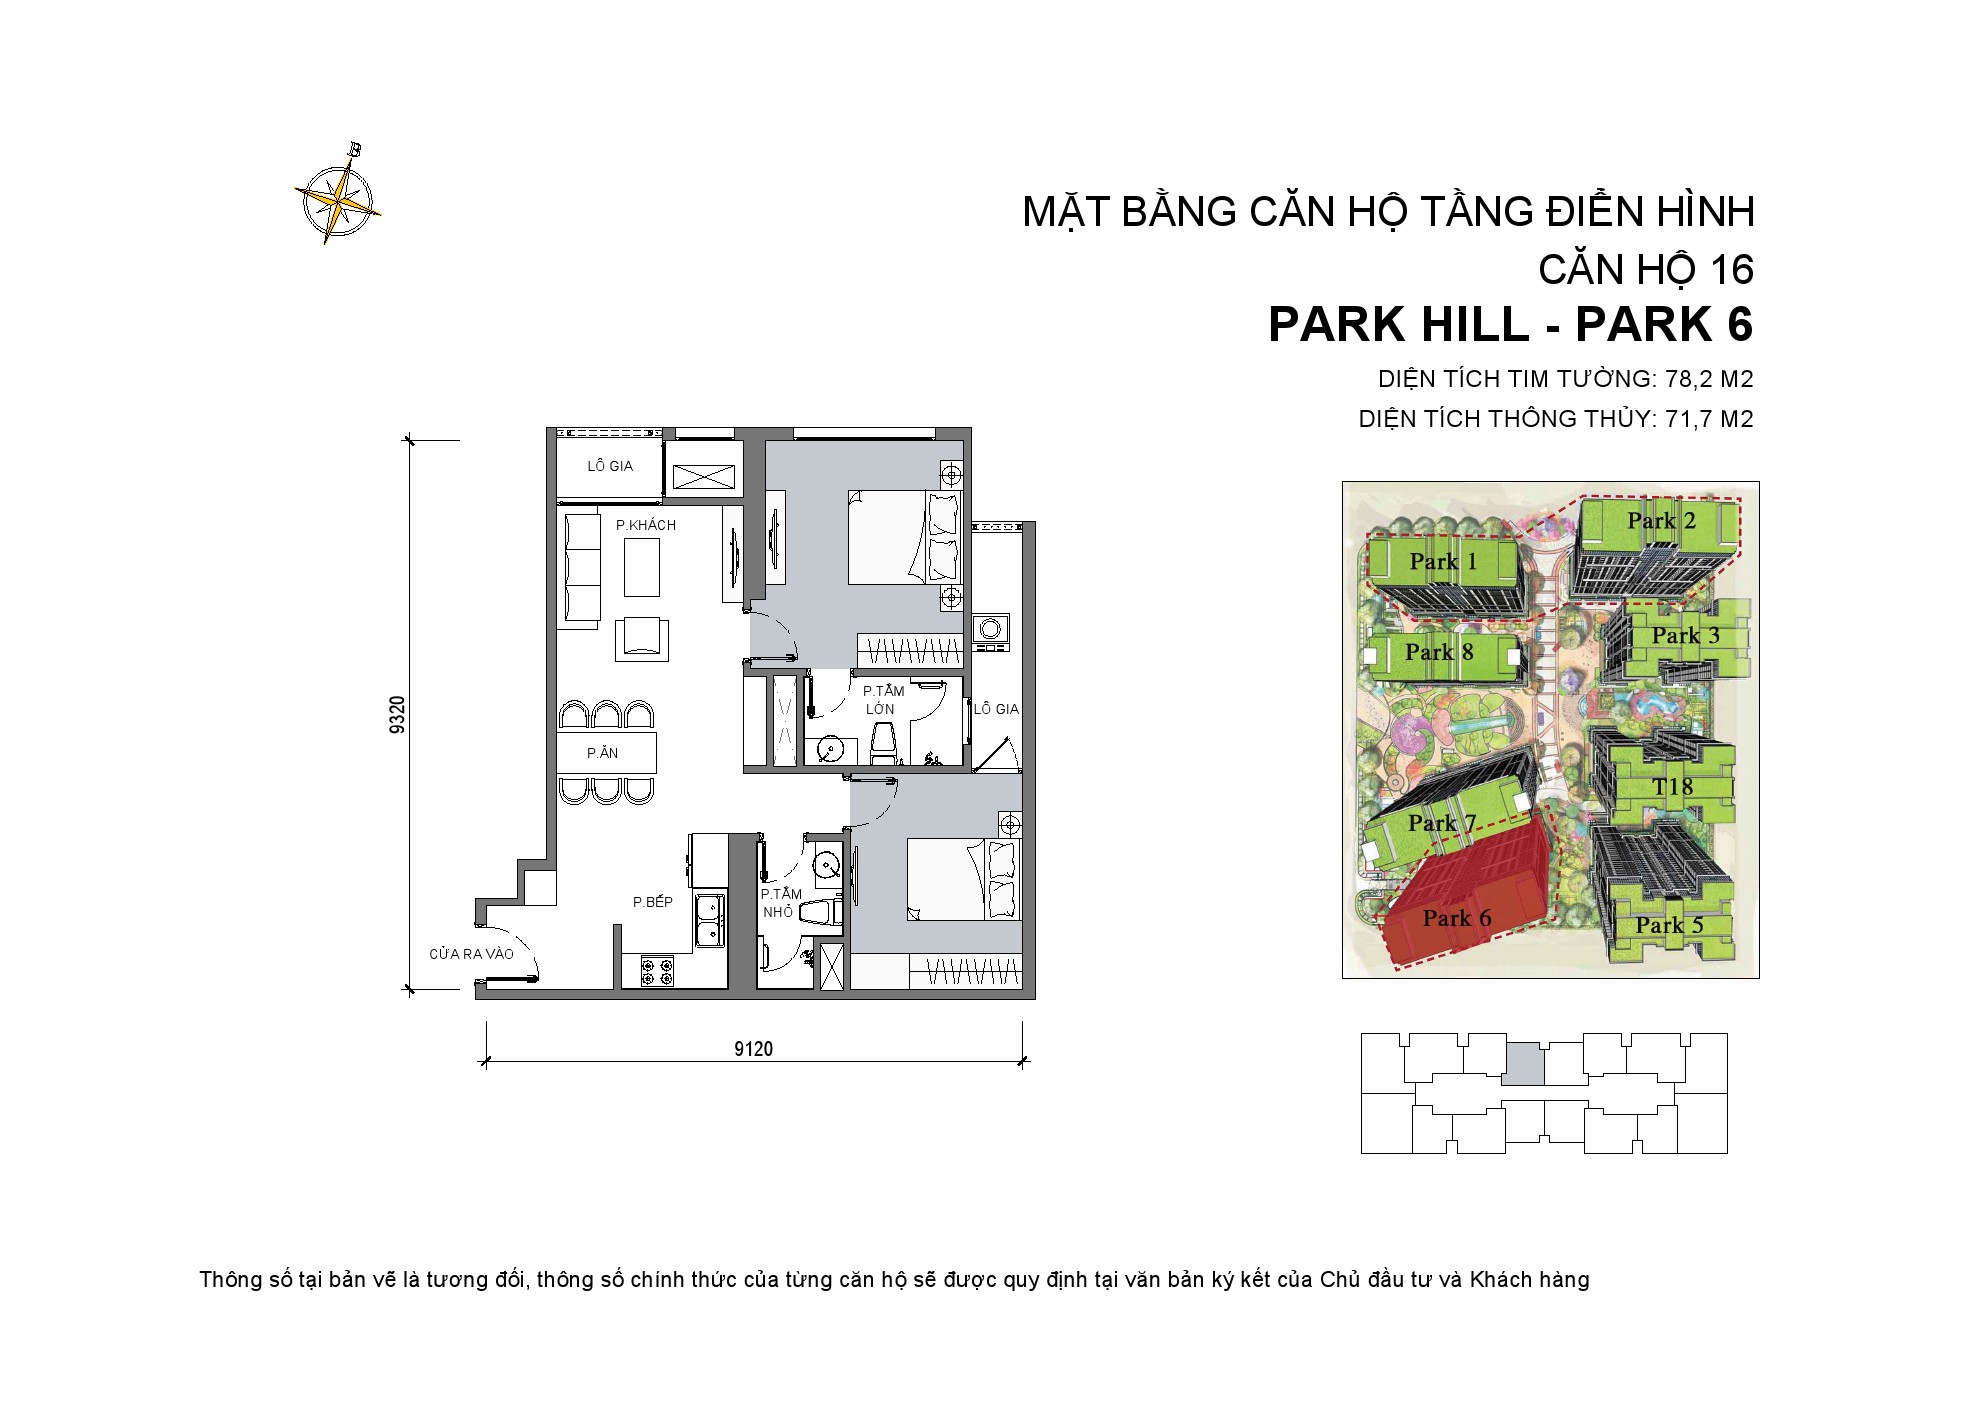 B
MẶT BẰNG CĂN HỘ TẦNG ĐIỂN HÌNH
CĂN HỘ 16
PARK HILL - PARK 6
DIỆN TÍCH TIM TƯỜNG: 78,2 M2
DIỆN TÍCH THÔNG THỦY: 71,7 M2
LÔ GIA
P.KHÁCH
P.TẮM
LỚN
LÔ GIA
P.ĂN
P.TẮM
NHỎ
P.BẾP
CỬA RA VÀO
9320
9120
Park 2
Park 1
Park 3
Park 8
T18
Park 7
Park 6
Park 5
Thông số tại bản vẽ là tương đối, thông số chính thức của từng căn hộ sẽ được quy định tại văn bản ký kết của Chủ đầu tư và Khách hàng